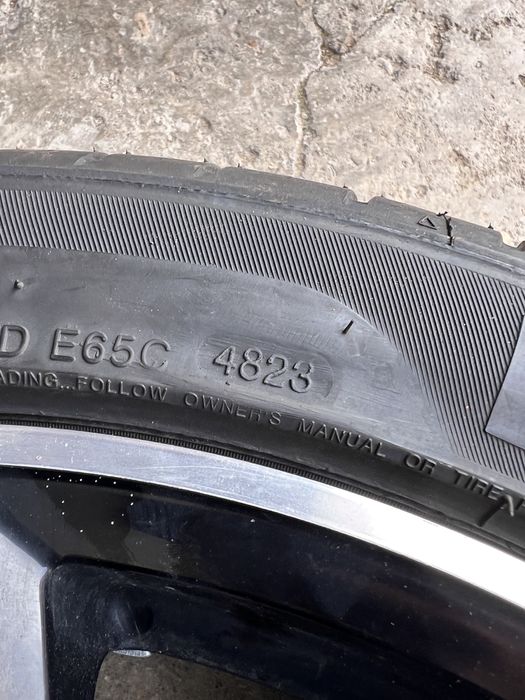 D E65C 4823
ADING...FOLLOW OWNER'S MANUAL OR TIRE